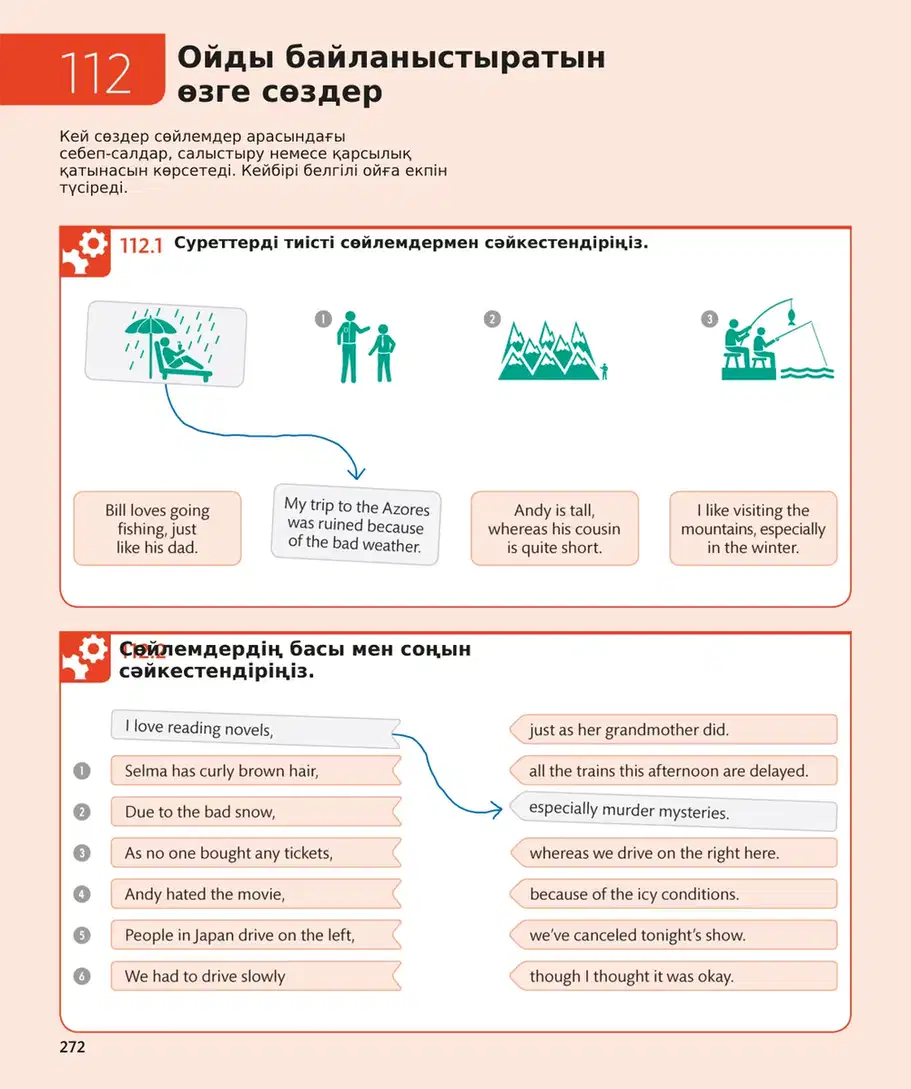 112
Ойды байланыстыратын
өзге сөздер
Кей сөздер сөйлемдер арасындағы
себеп-салдар, салыстыру немесе қарсылық
қатынасын көрсетеді. Кейбірі белгілі ойға екпін
түсіреді.
112.1 Суреттерді тиісті сөйлемдермен сәйкестендіріңіз.
1
2
3
Bill loves going
fishing, just
like his dad.
My trip to the Azores
was ruined because
of the bad weather.
Andy is tall,
whereas his cousin
is quite short.
I like visiting the
mountains, especially
in the winter.
112.2 Сөйлемдердің басы мен соңын
сәйкестендіріңіз.
I love reading novels,
just as her grandmother did.
1 Selma has curly brown hair,
all the trains this afternoon are delayed.
2 Due to the bad snow,
especially murder mysteries.
3 As no one bought any tickets,
whereas we drive on the right here.
4 Andy hated the movie,
because of the icy conditions.
5 People in Japan drive on the left,
we've canceled tonight's show.
6 We had to drive slowly
though I thought it was okay.
272